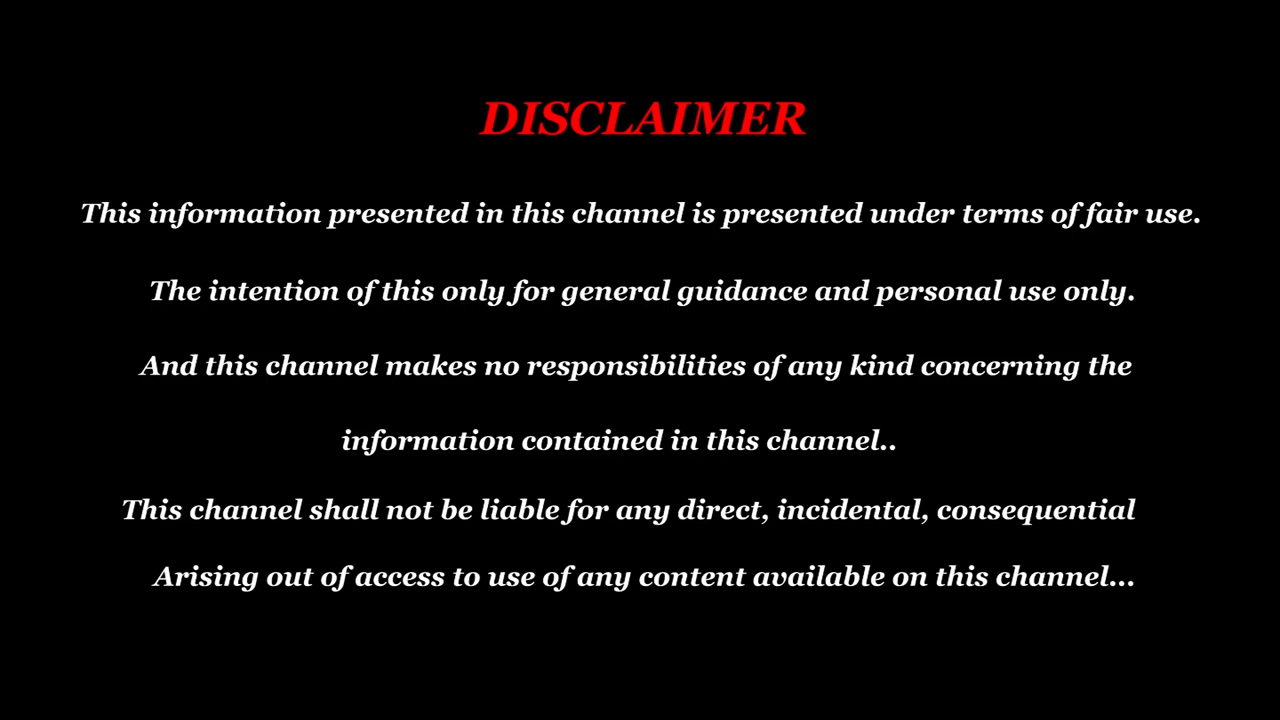 DISCLAIMER
This information presented in this channel is presented under terms of fair use.
The intention of this only for general guidance and personal use only.
And this channel makes no responsibilities of any kind concerning the
information contained in this channel..
This channel shall not be liable for any direct, incidental, consequential
Arising out of access to use of any content available on this channel...